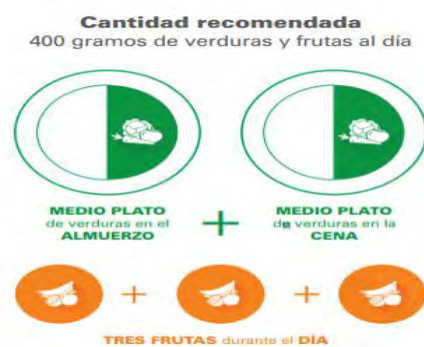 Cantidad recomendada
400 gramos de verduras y frutas al día
MEDIO PLATO
de verduras en el
ALMUERZO
+
MEDIO PLATO
de verduras en la
CENA
+ +
TRES FRUTAS durante el DÍA